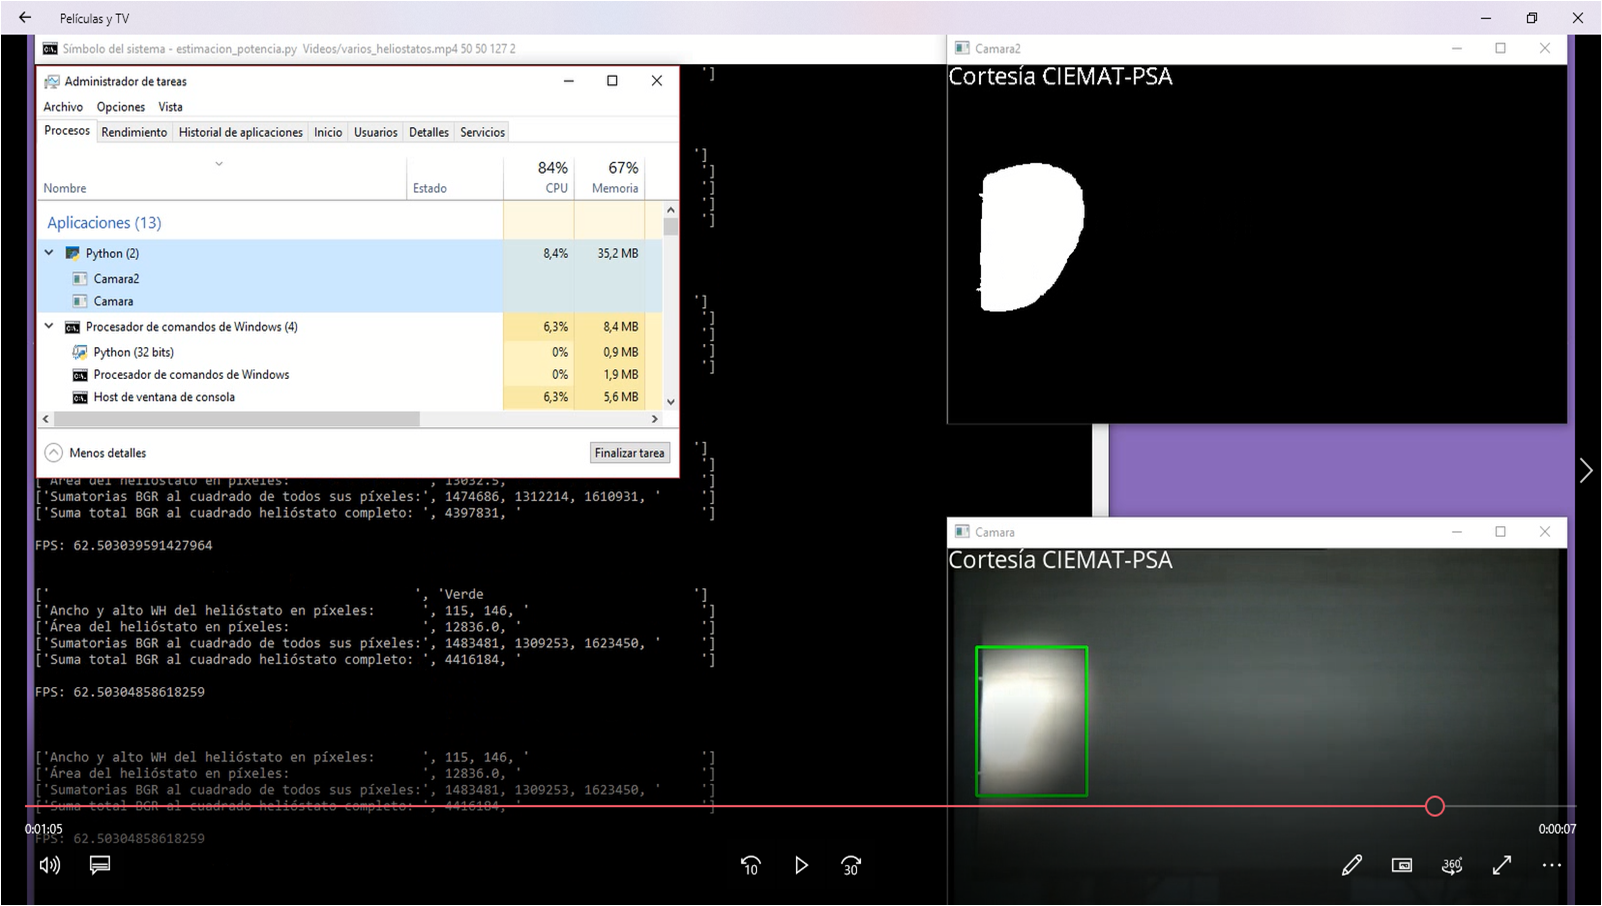 Películas y TV
Símbolo del sistema - estimacion_potencia.py  Videos/varios_heliostatos.mp4 50 50 127 2
Administrador de tareas
Archivo Opciones Vista
Procesos Rendimiento Historial de aplicaciones Inicio Usuarios Detalles Servicios
84% 67%
Nombre Estado CPU Memoria
Aplicaciones (13)
Python (2) 8,4% 35,2 MB
Camara2
Camara
Procesador de comandos de Windows (4) 6,3% 8,4 MB
Python (32 bits) 0% 0,9 MB
Procesador de comandos de Windows 0% 1,9 MB
Host de ventana de consola 6,3% 5,6 MB
Menos detalles Finalizar tarea
['Área del helióstato en píxeles: ', 13032.5, ']
['Sumatorias BGR al cuadrado de todos sus píxeles:', 1474686, 1312214, 1610931, ' ']
['Suma total BGR al cuadrado helióstato completo: ', 4397831, ' ']
FPS: 62.503039591427964
[' ', 'Verde ']
['Ancho y alto WH del helióstato en píxeles: ', 115, 146, ' ']
['Área del helióstato en píxeles: ', 12836.0, ' ']
['Sumatorias BGR al cuadrado de todos sus píxeles:', 1483481, 1309253, 1623450, ' ']
['Suma total BGR al cuadrado helióstato completo: ', 4416184, ' ']
FPS: 62.50304858618259
['Ancho y alto WH del helióstato en píxeles: ', 115, 146, ' ']
['Área del helióstato en píxeles: ', 12836.0, ' ']
['Sumatorias BGR al cuadrado de todos sus píxeles:', 1483481, 1309253, 1623450, ' ']
['Suma total BGR al cuadrado helióstato completo: ', 4416184, ' ']
FPS: 62.50304858618259
Camara2
Cortesía CIEMAT-PSA
Camara
Cortesía CIEMAT-PSA
0:01:05 0:00:07
10 30 360